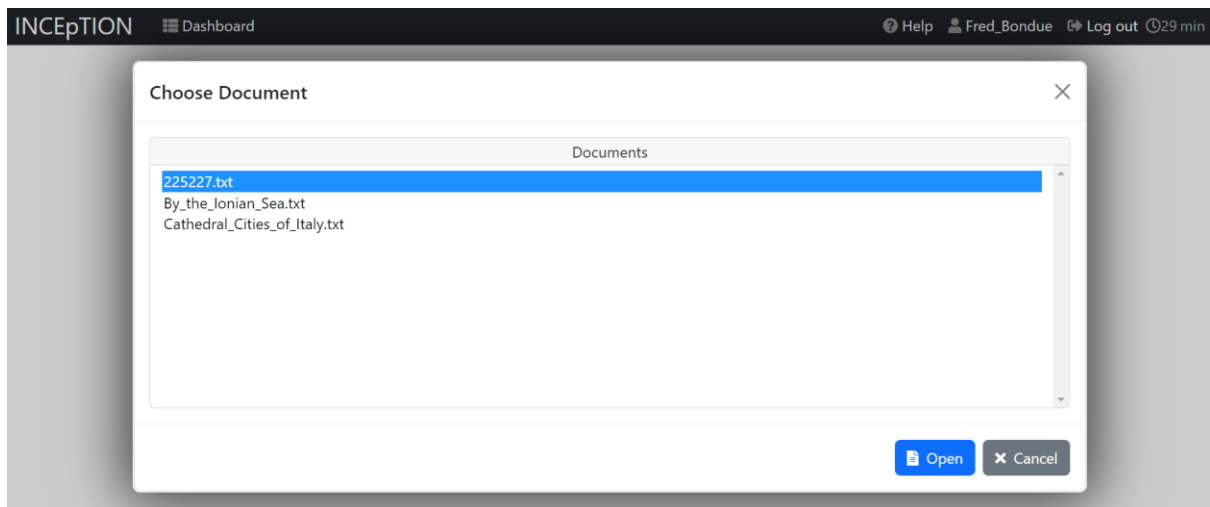 INCEpTION Dashboard Help Fred_Bondue Log out 29 min
Choose Document
Documents
225227.txt
By_the_Ionian_Sea.txt
Cathedral_Cities_of_Italy.txt
Open Cancel